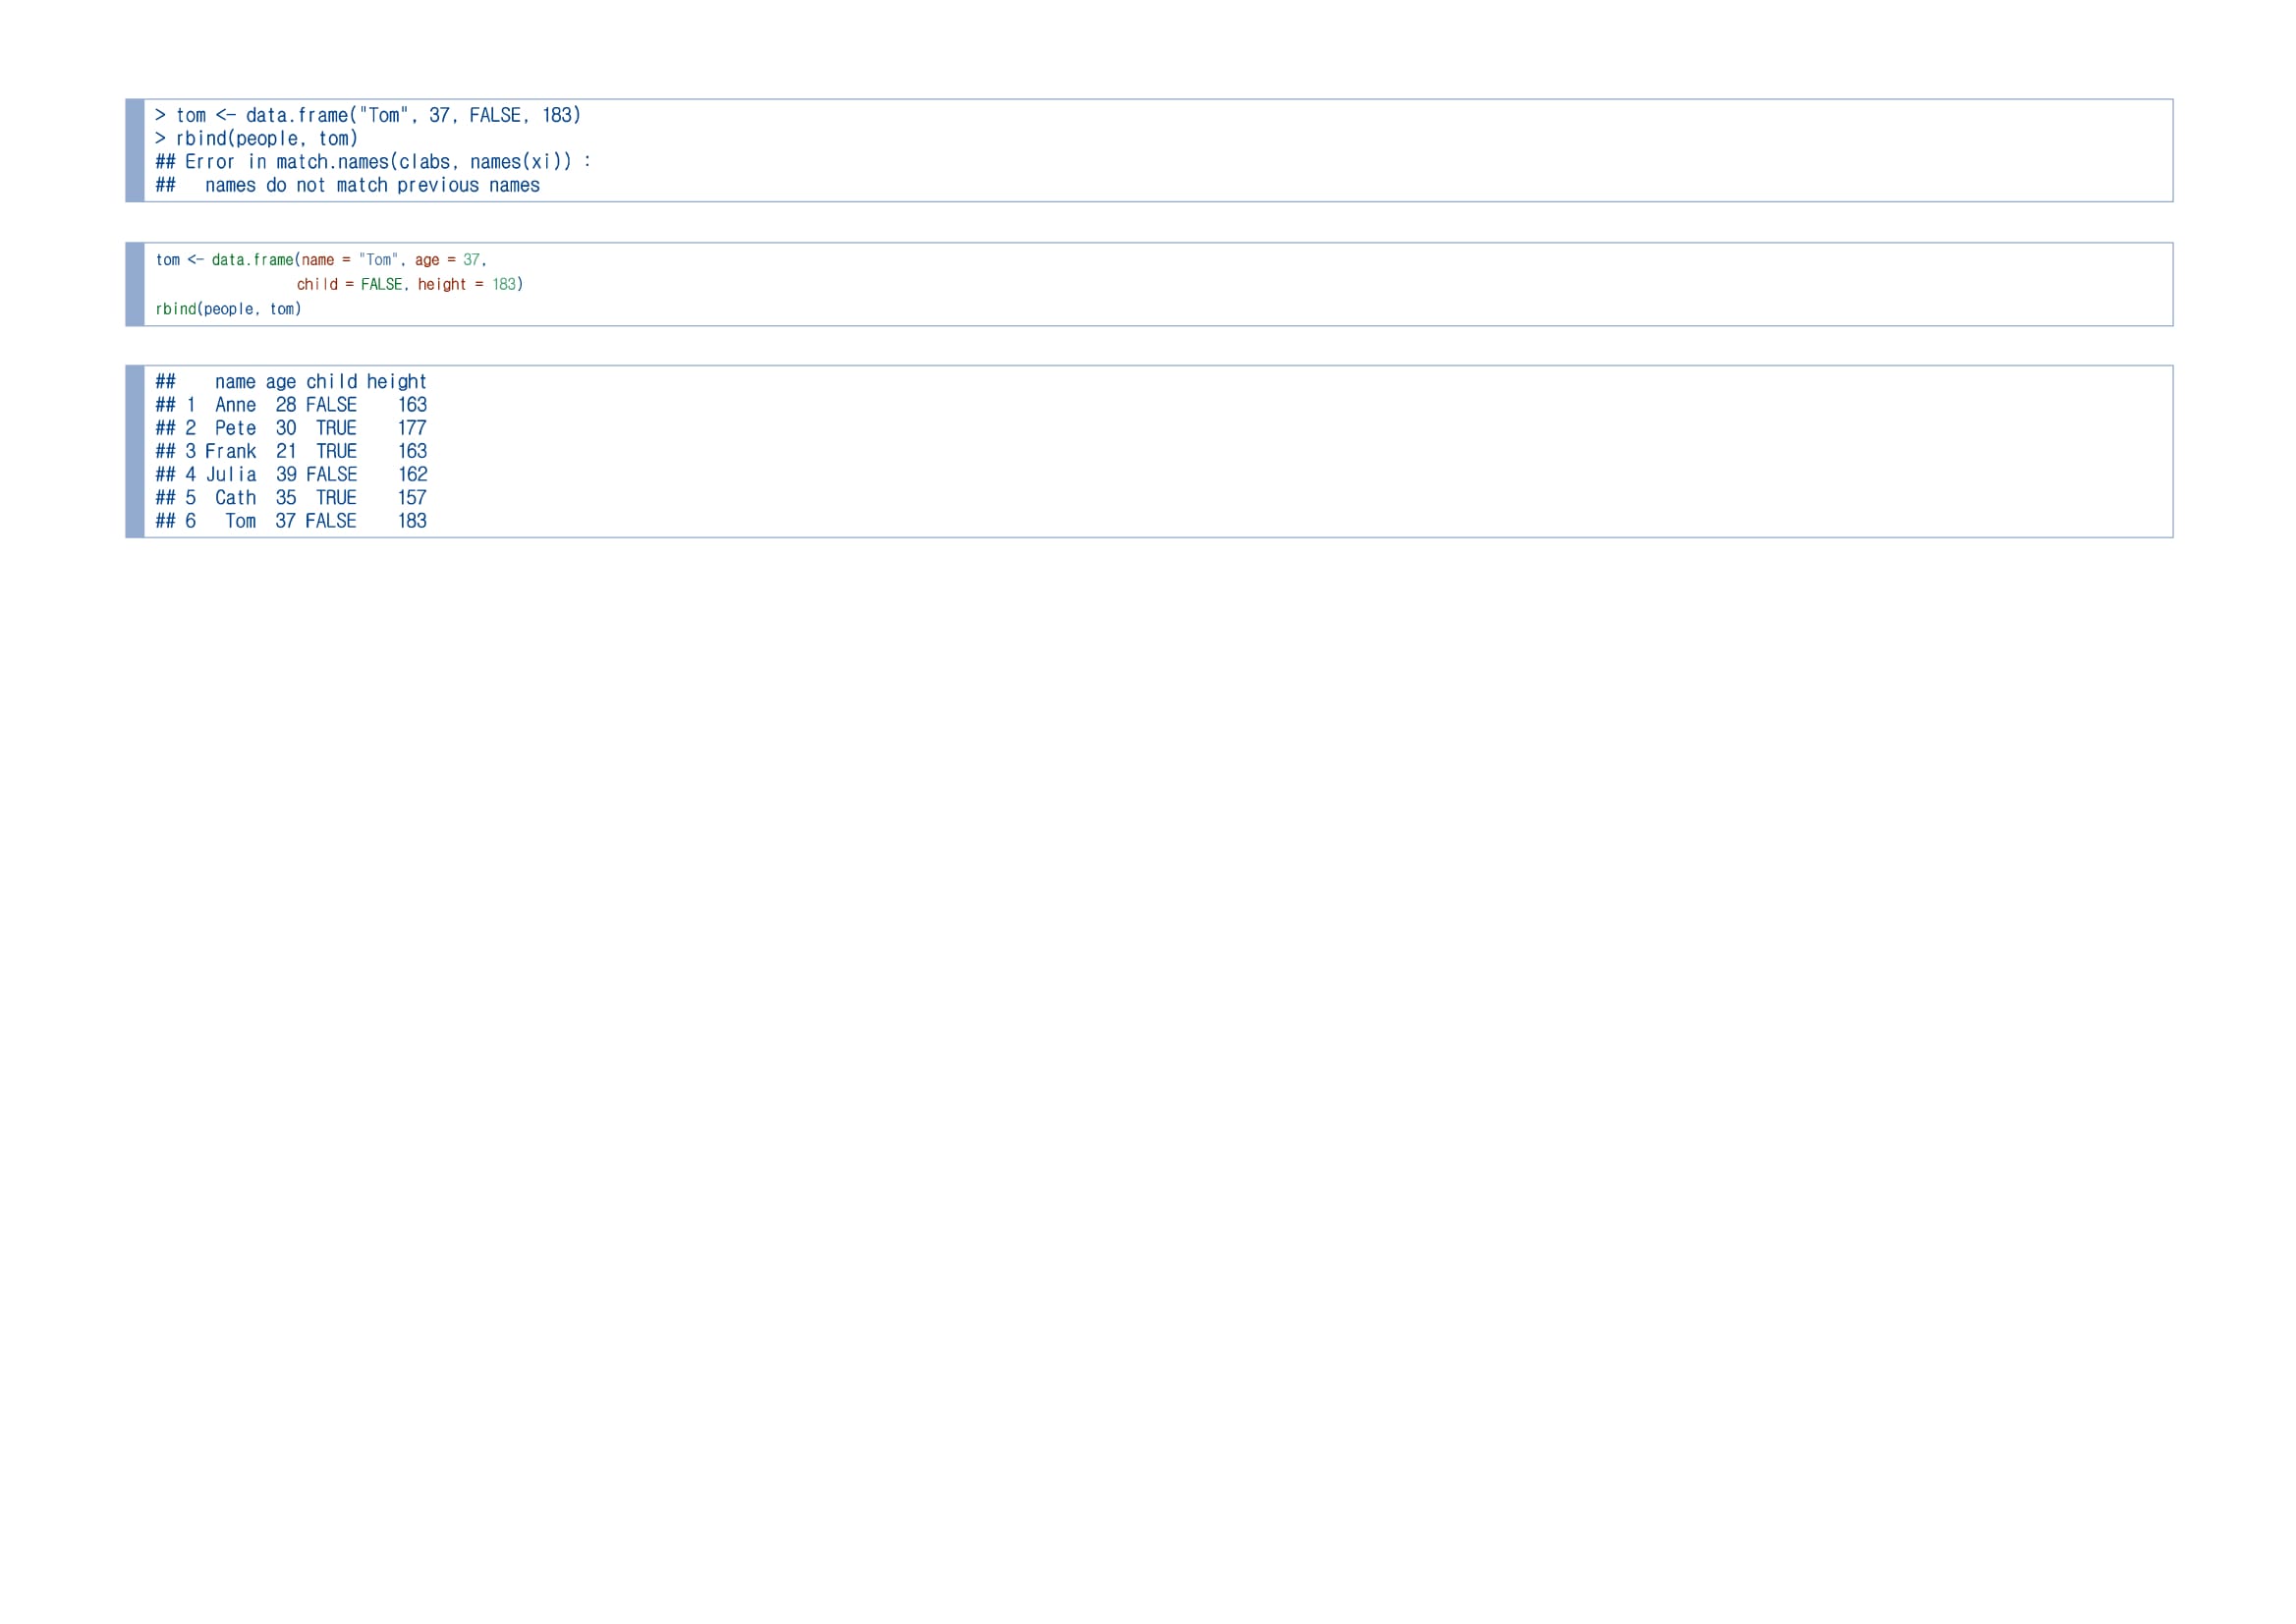 > tom <- data.frame("Tom", 37, FALSE, 183)
> rbind(people, tom)
## Error in match.names(clabs, names(xi)) :
##   names do not match previous names
tom <- data.frame(name = "Tom", age = 37,
                  child = FALSE, height = 183)
rbind(people, tom)
##    name age child height
## 1  Anne  28 FALSE    163
## 2  Pete  30  TRUE    177
## 3 Frank  21  TRUE    163
## 4 Julia  39 FALSE    162
## 5  Cath  35  TRUE    157
## 6   Tom  37 FALSE    183